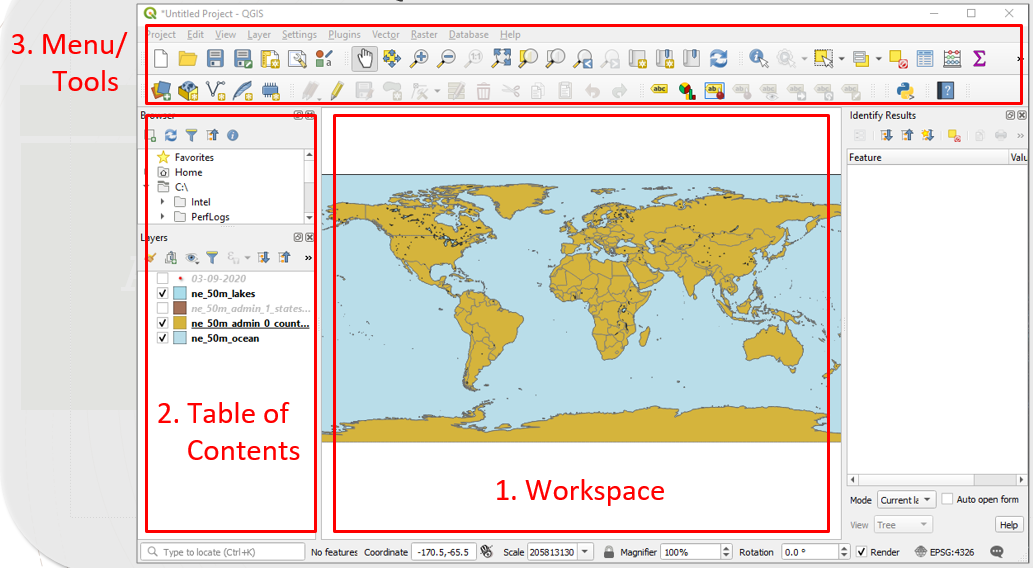 *Untitled Project - QGIS
3. Menu/
Tools
Project Edit View Layer Settings Plugins Vector Raster Database Help
abc
abc
Browser
Favorites
Home
C:\
Intel
PerfLogs
Layers
03-09-2020
ne_50m_lakes
ne_50m_admin_1_states...
ne_50m_admin_0_count...
ne_50m_ocean
2. Table of
Contents
1. Workspace
Identify Results
Feature Valu
Mode Current la Auto open form
View Tree Help
Type to locate (Ctrl+K) No features Coordinate -170.5,-65.5 Scale 205813130 Magnifier 100% Rotation 0.0 ° Render EPSG:4326